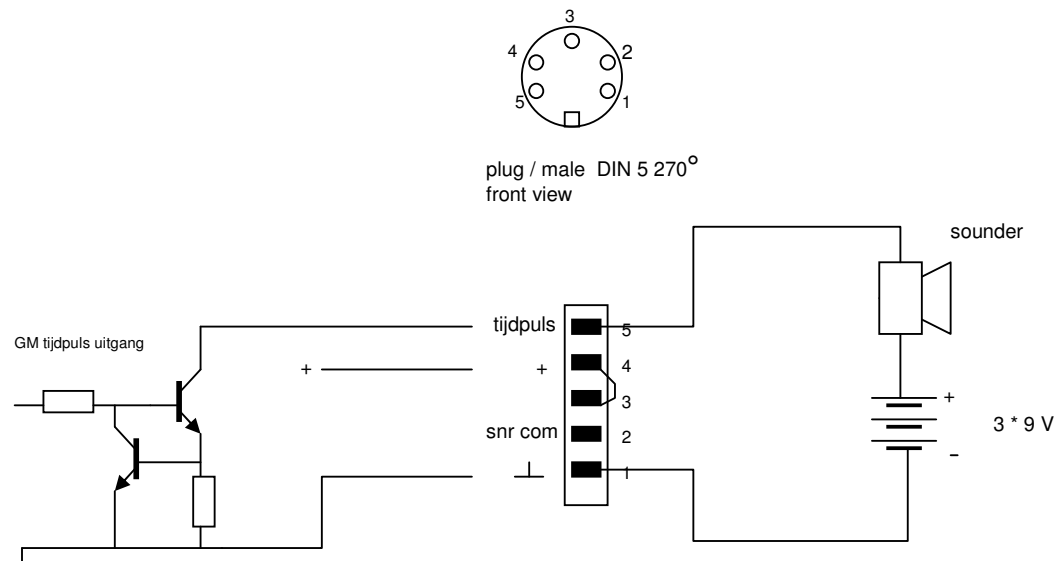 3
4 2
5 1
plug / male DIN 5 270°
front view
sounder
tijdpuls 5
GM tijdpuls uitgang
+ + 4
3
+
3 * 9 V
snr com 2
-
1